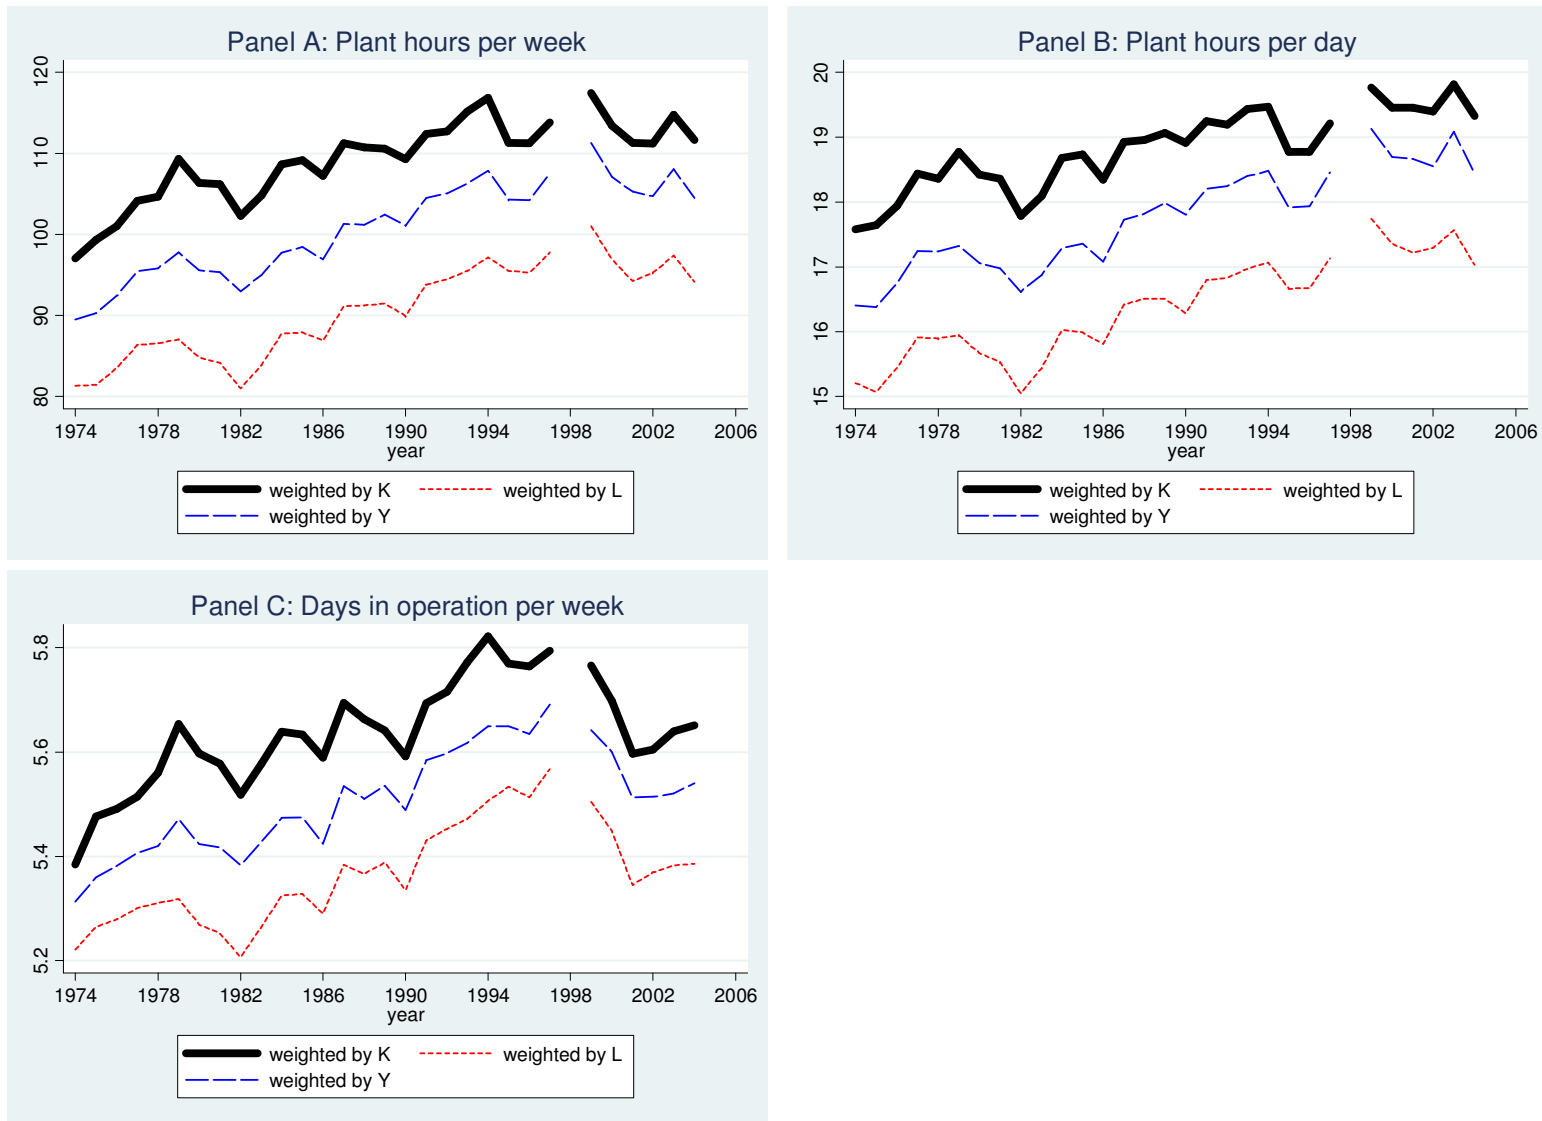 Panel A: Plant hours per week
120
110
100
90
80
1974 1978 1982 1986 1990 1994 1998 2002 2006
year
weighted by K weighted by L
weighted by Y
Panel B: Plant hours per day
20
19
18
17
16
15
1974 1978 1982 1986 1990 1994 1998 2002 2006
year
weighted by K weighted by L
weighted by Y
Panel C: Days in operation per week
5.8
5.6
5.4
5.2
1974 1978 1982 1986 1990 1994 1998 2002 2006
year
weighted by K weighted by L
weighted by Y